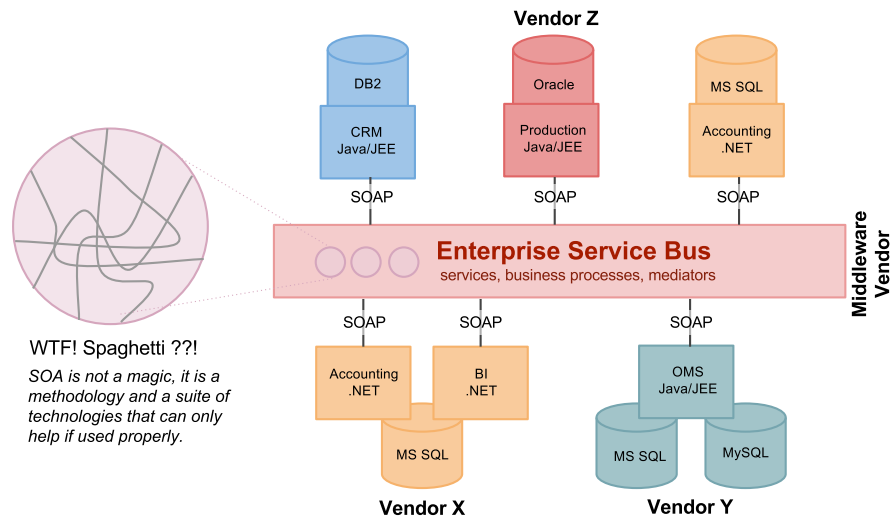 Vendor Z
DB2
CRM
Java/JEE
Oracle
Production
Java/JEE
MS SQL
Accounting
.NET
SOAP
SOAP
SOAP
Enterprise Service Bus
services, business processes, mediators
Middleware
Vendor
SOAP
SOAP
SOAP
WTF! Spaghetti ??!
SOA is not a magic, it is a
methodology and a suite of
technologies that can only
help if used properly.
Accounting
.NET
BI
.NET
MS SQL
OMS
Java/JEE
MS SQL
MySQL
Vendor X
Vendor Y